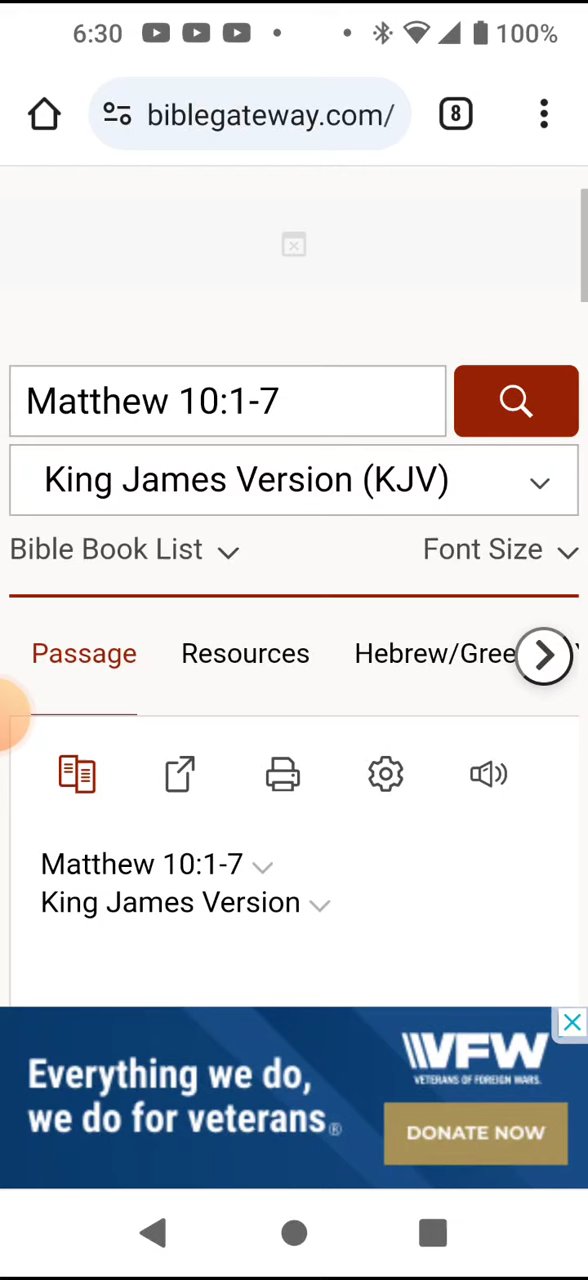 6:30 100%
biblegateway.com/ 8
Matthew 10:1-7
King James Version (KJV)
Bible Book List Font Size
Passage Resources Hebrew/Gree
Matthew 10:1-7
King James Version
Everything we do,
we do for veterans®
VFW
VETERANS OF FOREIGN WARS.
DONATE NOW